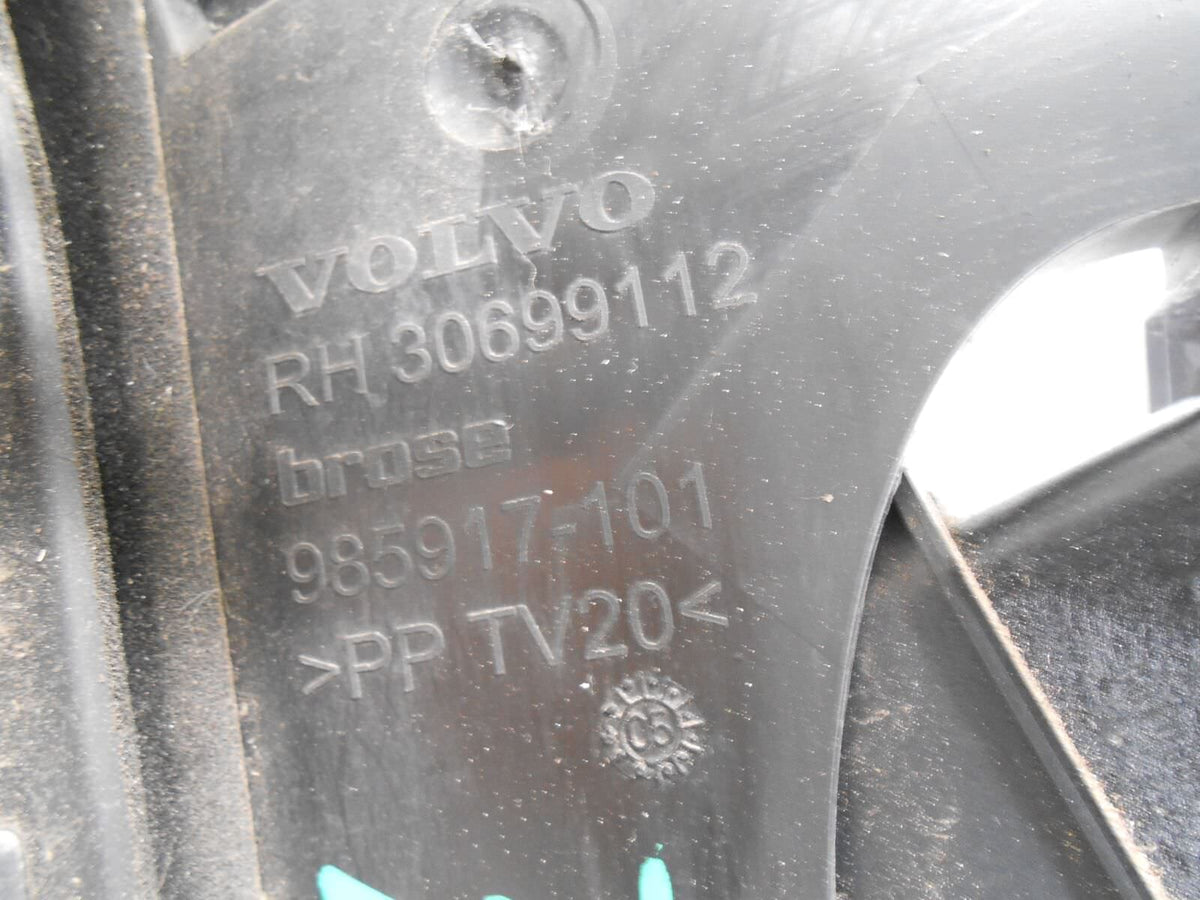 VOLVO
RH 30699112
brose
985917-101
>PP TV20<